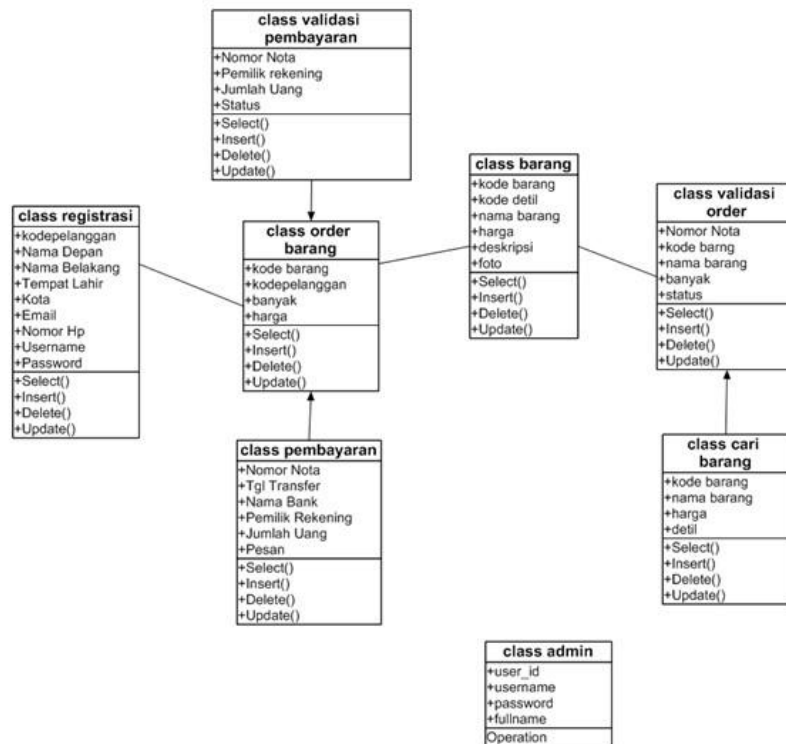 class validasi
pembayaran
+Nomor Nota
+Pemilik rekening
+Jumlah Uang
+Status
+Select()
+Insert()
+Delete()
+Update()
class registrasi
+kodepelanggan
+Nama Depan
+Nama Belakang
+Tempat Lahir
+Kota
+Email
+Nomor Hp
+Username
+Password
+Select()
+Insert()
+Delete()
+Update()
class order
barang
+kode barang
+kodepelanggan
+banyak
+harga
+Select()
+Insert()
+Delete()
+Update()
class barang
+kode barang
+kode detil
+nama barang
+harga
+deskripsi
+foto
+Select()
+Insert()
+Delete()
+Update()
class validasi
order
+Nomor Nota
+kode barng
+nama barang
+banyak
+status
+Select()
+Insert()
+Delete()
+Update()
class pembayaran
+Nomor Nota
+Tgl Transfer
+Nama Bank
+Pemilik Rekening
+Jumlah Uang
+Pesan
+Select()
+Insert()
+Delete()
+Update()
class cari
barang
+kode barang
+nama barang
+harga
+detil
+Select()
+Insert()
+Delete()
+Update()
class admin
+user_id
+username
+password
+fullname
Operation